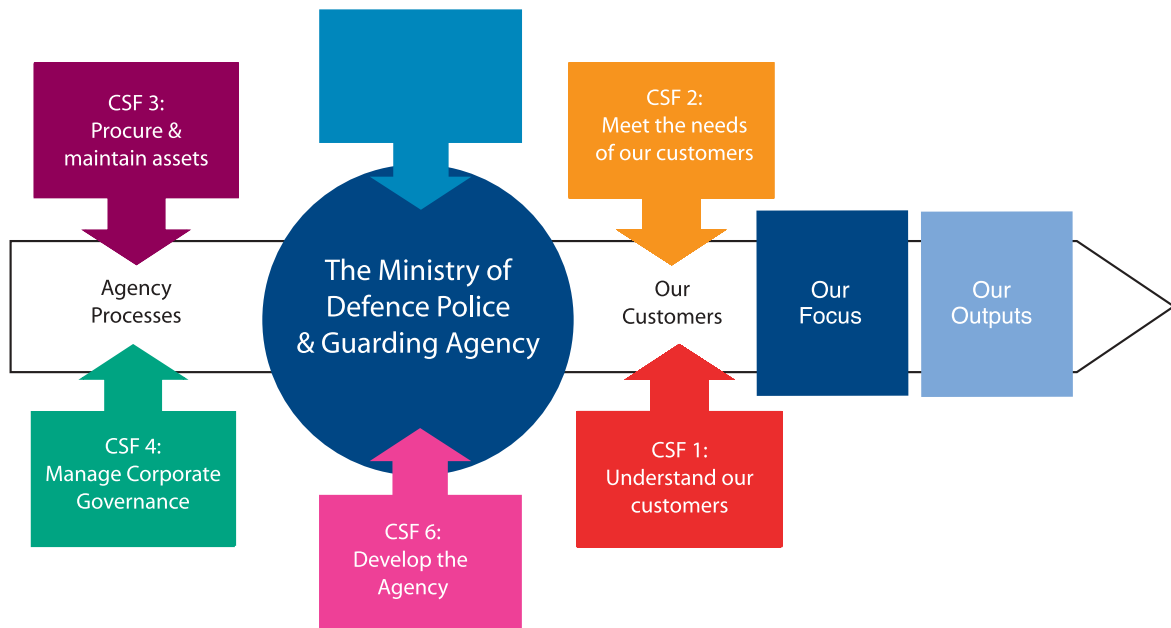 CSF 3:
Procure &
maintain assets
CSF 2:
Meet the needs
of our customers
Agency
Processes
The Ministry of
Defence Police
& Guarding Agency
Our
Customers
Our
Focus
Our
Outputs
CSF 4:
Manage Corporate
Governance
CSF 6:
Develop the
Agency
CSF 1:
Understand our
customers